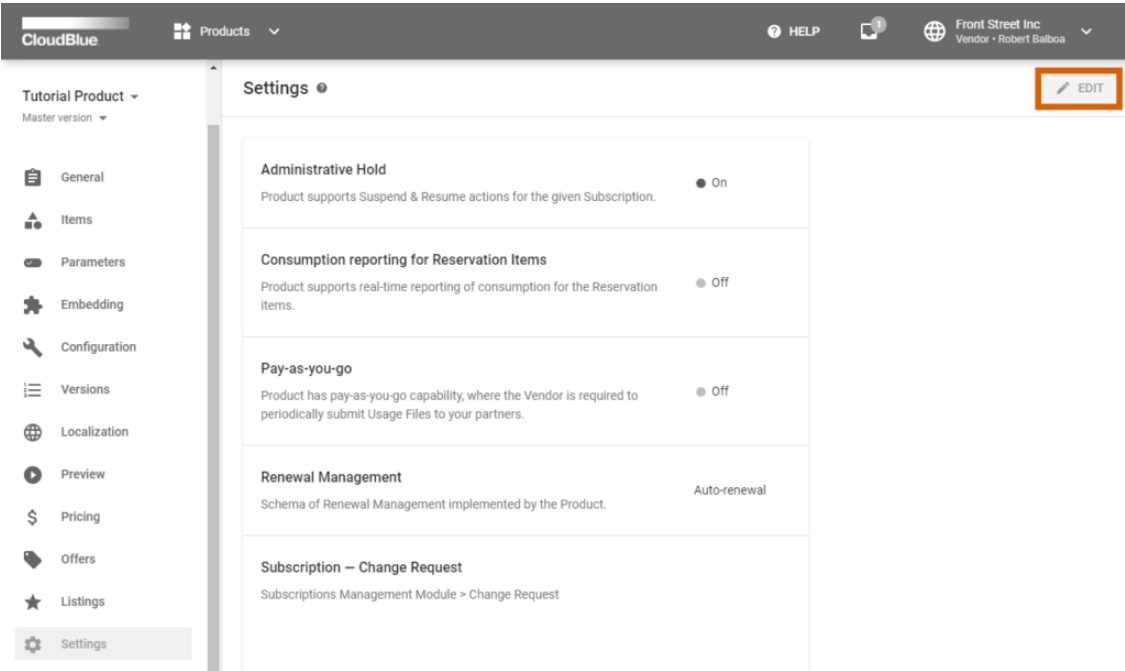 CloudBlue
Products
HELP
1
Front Street Inc
Vendor • Robert Balboa
Tutorial Product
Master version
Settings
EDIT
General
Items
Parameters
Embedding
Configuration
Versions
Localization
Preview
Pricing
Offers
Listings
Settings
Administrative Hold
Product supports Suspend & Resume actions for the given Subscription.
On
Consumption reporting for Reservation Items
Product supports real-time reporting of consumption for the Reservation
items.
Off
Pay-as-you-go
Product has pay-as-you-go capability, where the Vendor is required to
periodically submit Usage Files to your partners.
Off
Renewal Management
Schema of Renewal Management implemented by the Product.
Auto-renewal
Subscription — Change Request
Subscriptions Management Module > Change Request